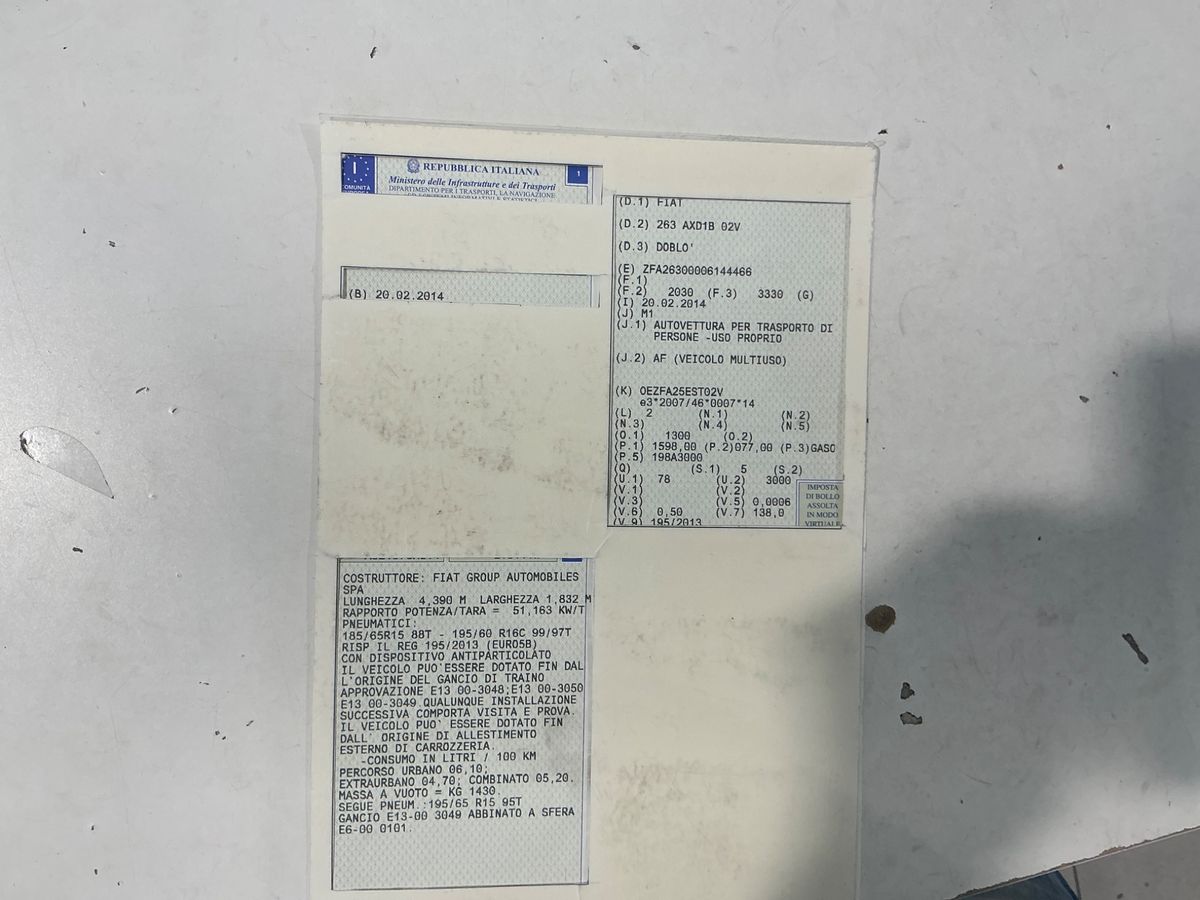 I
COMUNITÀ
REPUBBLICA ITALIANA
Ministero delle Infrastrutture e dei Trasporti
DIPARTIMENTO PER I TRASPORTI, LA NAVIGAZIONE
1
(B) 20.02.2014
COSTRUTTORE: FIAT GROUP AUTOMOBILES
SPA
LUNGHEZZA 4,390 M LARGHEZZA 1,832 M
RAPPORTO POTENZA/TARA = 51,163 KW/T
PNEUMATICI:
185/65R15 88T - 195/60 R16C 99/97T
RISP IL REG 195/2013 (EURO5B)
CON DISPOSITIVO ANTIPARTICOLATO
IL VEICOLO PUO'ESSERE DOTATO FIN DAL
L'ORIGINE DEL GANCIO DI TRAINO
APPROVAZIONE E13 00-3048;E13 00-3050
E13 00-3049.QUALUNQUE INSTALLAZIONE
SUCCESSIVA COMPORTA VISITA E PROVA.
IL VEICOLO PUO' ESSERE DOTATO FIN
DALL' ORIGINE DI ALLESTIMENTO
ESTERNO DI CARROZZERIA.
-CONSUMO IN LITRI / 100 KM
PERCORSO URBANO 06,10;
EXTRAURBANO 04,70; COMBINATO 05,20.
MASSA A VUOTO = KG 1430.
SEGUE PNEUM.:195/65 R15 95T
GANCIO E13-00 3049 ABBINATO A SFERA
E6-00 0101.
(D.1) FIAT
(D.2) 263 AXD1B 02V
(D.3) DOBLO'
(E) ZFA26300006144466
(F.1)
(F.2) 2030 (F.3) 3330 (G)
(I) 20.02.2014
(J) M1
(J.1) AUTOVETTURA PER TRASPORTO DI
PERSONE -USO PROPRIO
(J.2) AF (VEICOLO MULTIUSO)
(K) OEZFA25EST02V
e3*2007/46*0007*14
(L) 2 (N.1) (N.2)
(N.3) (N.4) (N.5)
(O.1) 1300 (O.2)
(P.1) 1598,00 (P.2)077,00 (P.3)GASO
(P.5) 198A3000
(Q) (S.1) 5 (S.2)
(U.1) 78 (U.2) 3000
(V.1) (V.2)
(V.3) (V.5) 0,0006
(V.6) 0,50 (V.7) 138,0
(V.9) 195/2013
IMPOSTA
DI BOLLO
ASSOLTA
IN MODO
VIRTUALE